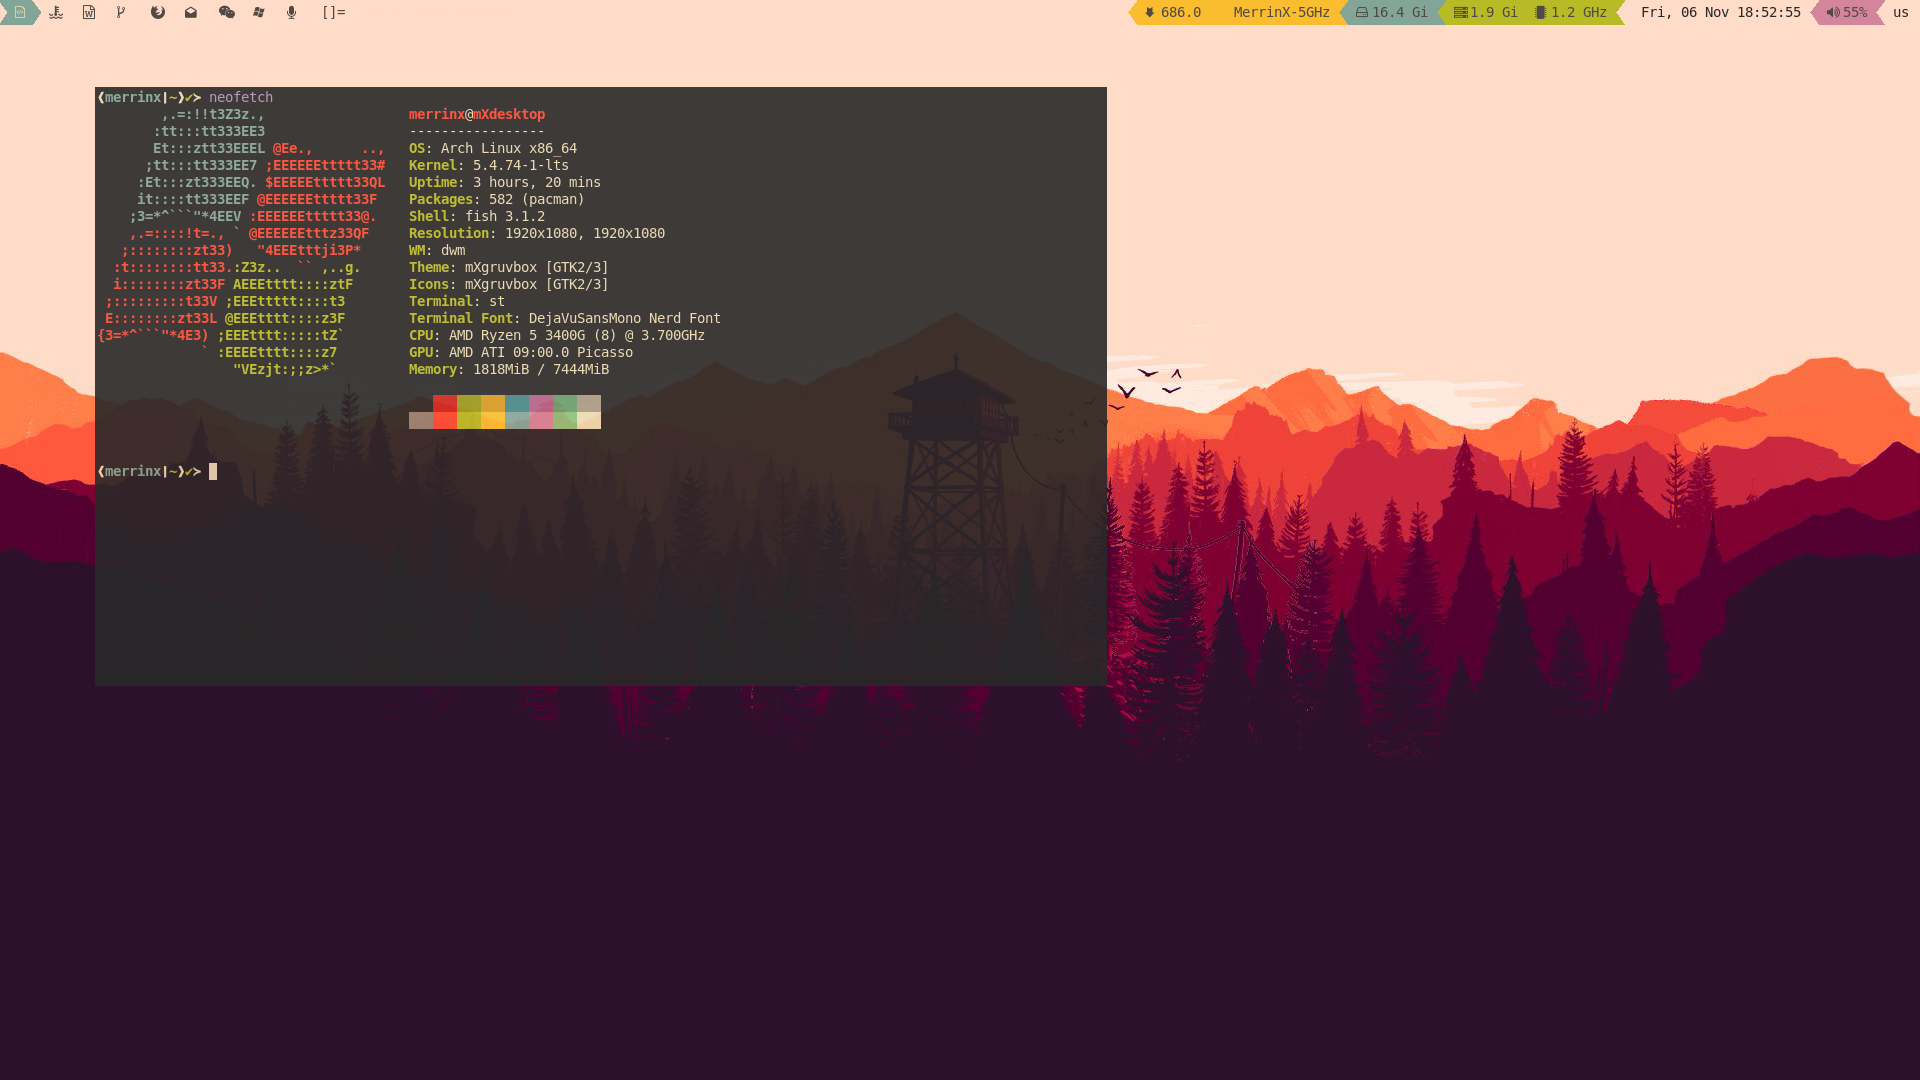 []= 686.0 MerrinX-5GHz 16.4 Gi 1.9 Gi 1.2 GHz Fri, 06 Nov 18:52:55 55% us
❰merrinx|~❱✔➤ neofetch
        ,.=:!!t3Z3z.,                  merrinx@mXdesktop
       :tt:::tt333EE3                  -----------------
       Et:::ztt33EEEL @Ee.,      ..,   OS: Arch Linux x86_64
      ;tt:::tt333EE7 ;EEEEEEttttt33#   Kernel: 5.4.74-1-lts
     :Et:::zt333EEQ. $EEEEEttttt33QL   Uptime: 3 hours, 20 mins
     it::::tt333EEF @EEEEEEttttt33F    Packages: 582 (pacman)
    ;3=*^```"*4EEV :EEEEEEttttt33@.    Shell: fish 3.1.2
    ,.=::::!t=., ` @EEEEEEtttz33QF     Resolution: 1920x1080, 1920x1080
   ;::::::::zt33)   "4EEEtttji3P*      WM: dwm
  :t::::::::tt33.:Z3z..  `` ,..g.      Theme: mXgruvbox [GTK2/3]
  i::::::::zt33F AEEEtttt::::ztF       Icons: mXgruvbox [GTK2/3]
 ;:::::::::t33V ;EEEttttt::::t3        Terminal: st
 E::::::::zt33L @EEEtttt::::z3F        Terminal Font: DejaVuSansMono Nerd Font
{3=*^```"*4E3) ;EEEtttt:::::tZ`        CPU: AMD Ryzen 5 3400G (8) @ 3.700GHz
             ` :EEEEtttt::::z7         GPU: AMD ATI 09:00.0 Picasso
                 "VEzjt:;;z>*`         Memory: 1818MiB / 7444MiB
❰merrinx|~❱✔➤